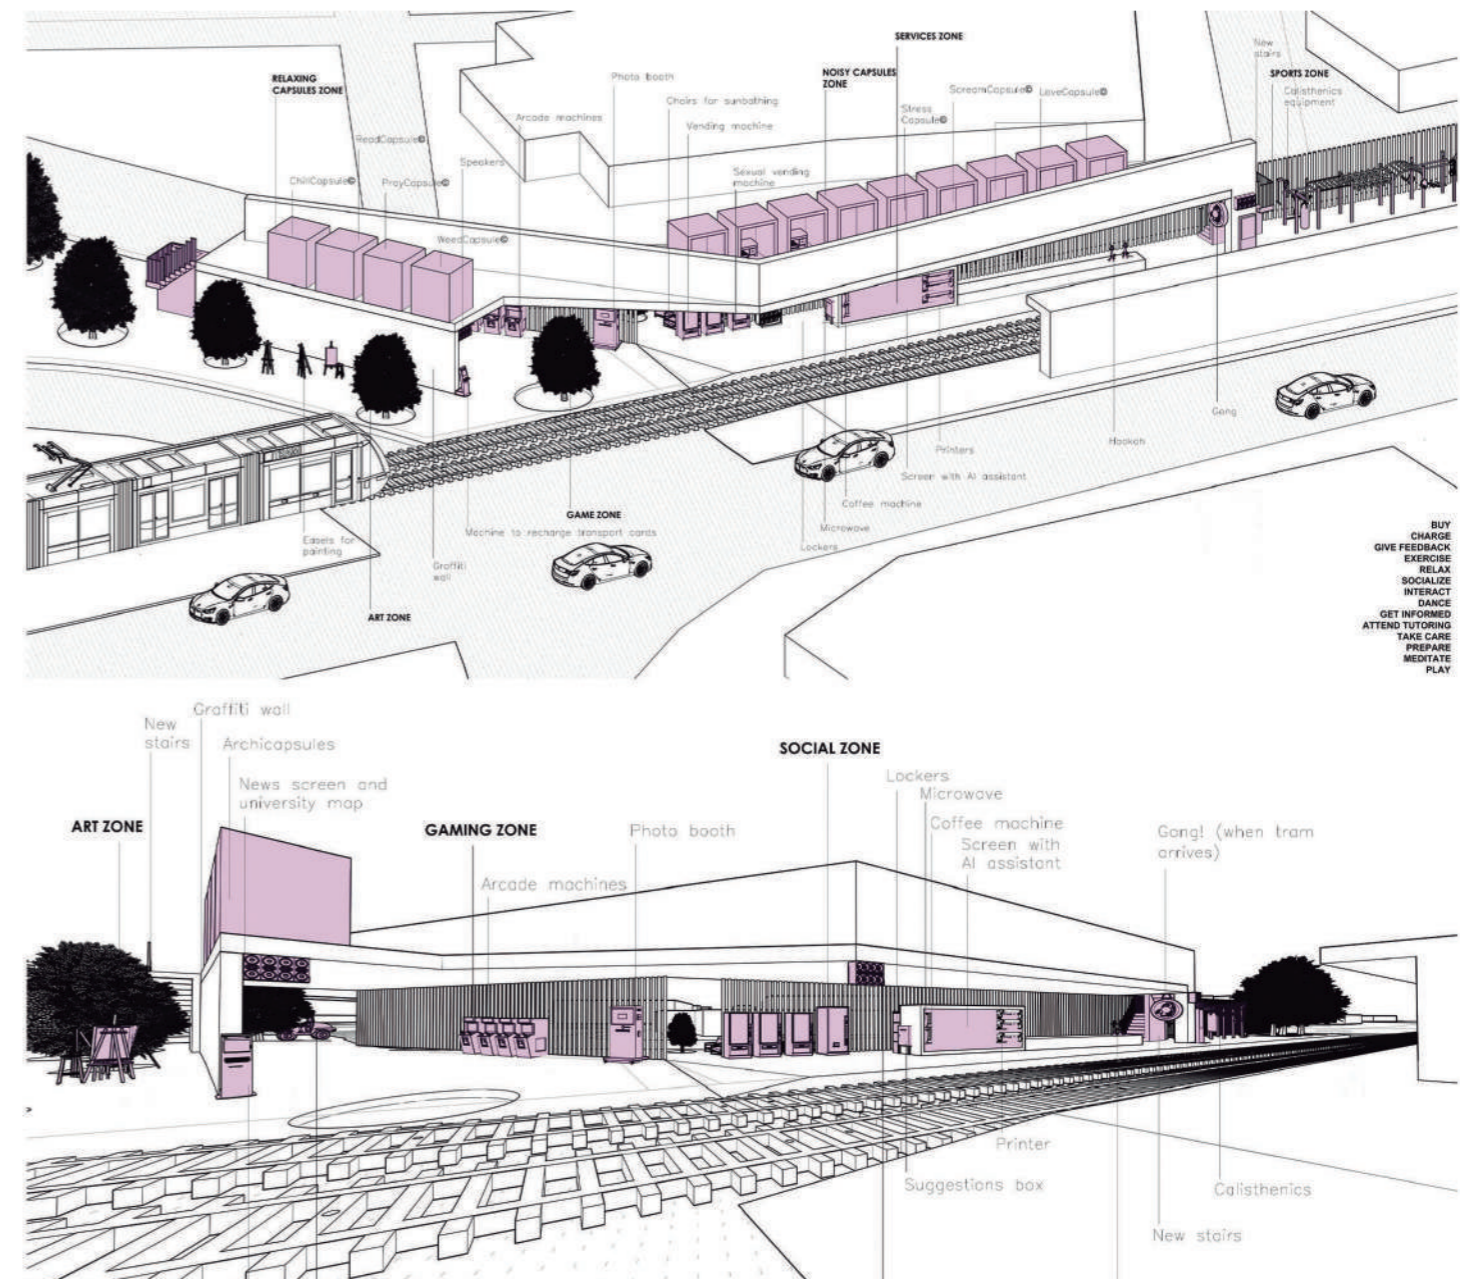 SERVICES ZONE
New
stairs
RELAXING
CAPSULES ZONE
Photo booth
NOISY CAPSULES
ZONE
SPORTS ZONE
Chairs for sunbathing
ScreamCapsule©
LoveCapsule©
Calisthenics
equipment
Arcade machines
Vending machine
Stress
Capsule©
ReadCapsule©
Speakers
Sexual vending
machine
ChillCapsule©
PrayCapsule©
WeedCapsule©
Gong
Hookah
Printers
Screen with AI assistant
Coffee machine
GAME ZONE
Microwave
Machine to recharge transport cards
Easels for
painting
Lockers
Graffiti
wall
ART ZONE
BUY
CHARGE
GIVE FEEDBACK
EXERCISE
RELAX
SOCIALIZE
INTERACT
DANCE
GET INFORMED
ATTEND TUTORING
TAKE CARE
PREPARE
MEDITATE
PLAY
Graffiti wall
New
stairs
Archicapsules
News screen and
university map
SOCIAL ZONE
Lockers
Microwave
ART ZONE
GAMING ZONE
Photo booth
Coffee machine
Screen with
AI assistant
Gong! (when tram
arrives)
Arcade machines
Printer
Suggestions box
Calisthenics
New stairs